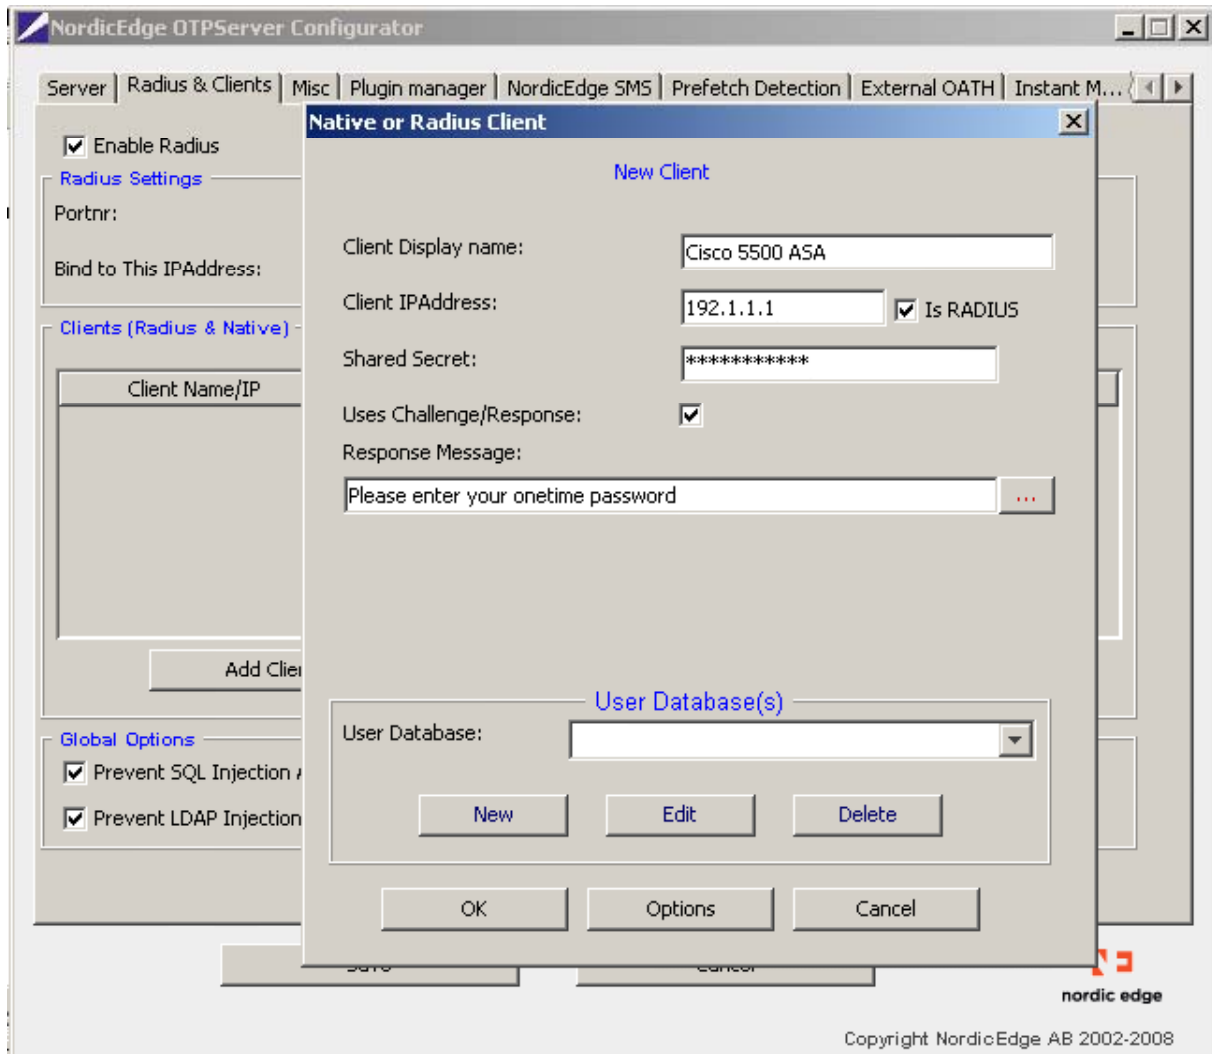 NordicEdge OTPServer Configurator
Server Radius & Clients Misc Plugin manager NordicEdge SMS Prefetch Detection External OATH Instant M...
Native or Radius Client
Enable Radius
New Client
Radius Settings
Portnr:
Client Display name: Cisco 5500 ASA
Bind to This IPAddress:
Client IPAddress: 192.1.1.1 Is RADIUS
Clients (Radius & Native)
Shared Secret: ***********
Client Name/IP
Uses Challenge/Response:
Response Message:
Please enter your onetime password ...
Add Clie
User Database(s)
User Database:
Global Options
Prevent SQL Injection
Prevent LDAP Injection
New Edit Delete
OK Options Cancel
nordic edge
Copyright NordicEdge AB 2002-2008